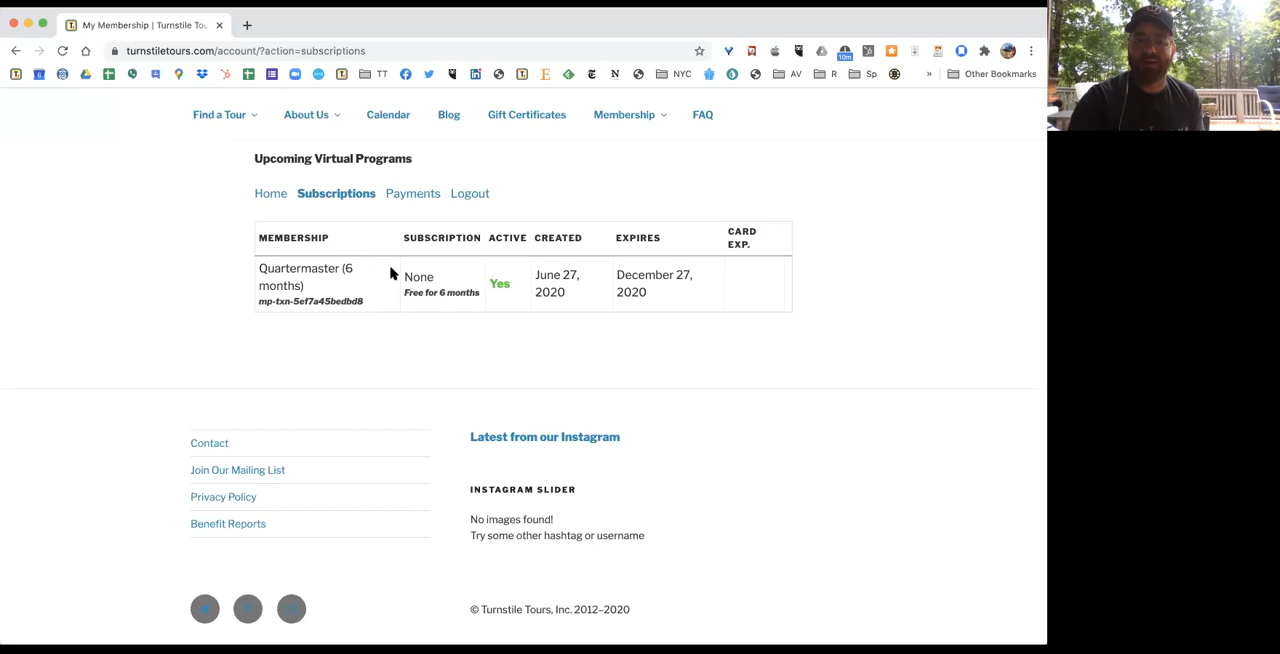 My Membership | Turnstile Tou
turnstiletours.com/account/?action=subscriptions
10m
TT
NYC
AV
R
Sp
Other Bookmarks
Find a Tour
About Us
Calendar
Blog
Gift Certificates
Membership
FAQ
Upcoming Virtual Programs
Home
Subscriptions
Payments
Logout
MEMBERSHIP
SUBSCRIPTION
ACTIVE
CREATED
EXPIRES
CARD
EXP.
Quartermaster (6
months)
mp-txn-5ef7a45bedbd8
None
Free for 6 months
Yes
June 27,
2020
December 27,
2020
Contact
Join Our Mailing List
Privacy Policy
Benefit Reports
Latest from our Instagram
INSTAGRAM SLIDER
No images found!
Try some other hashtag or username
© Turnstile Tours, Inc. 2012–2020